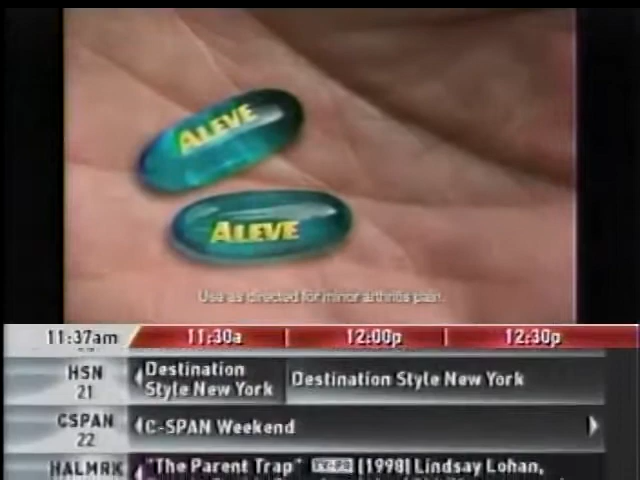 ALEVE
ALEVE
Use as directed for minor arthritis pain.
11:37am 11:30a 12:00p 12:30p
HSN
21
Destination
Style New York
Destination Style New York
CSPAN
22
C-SPAN Weekend
HALMRK
"The Parent Trap" TV-PG (1998) Lindsay Lohan,